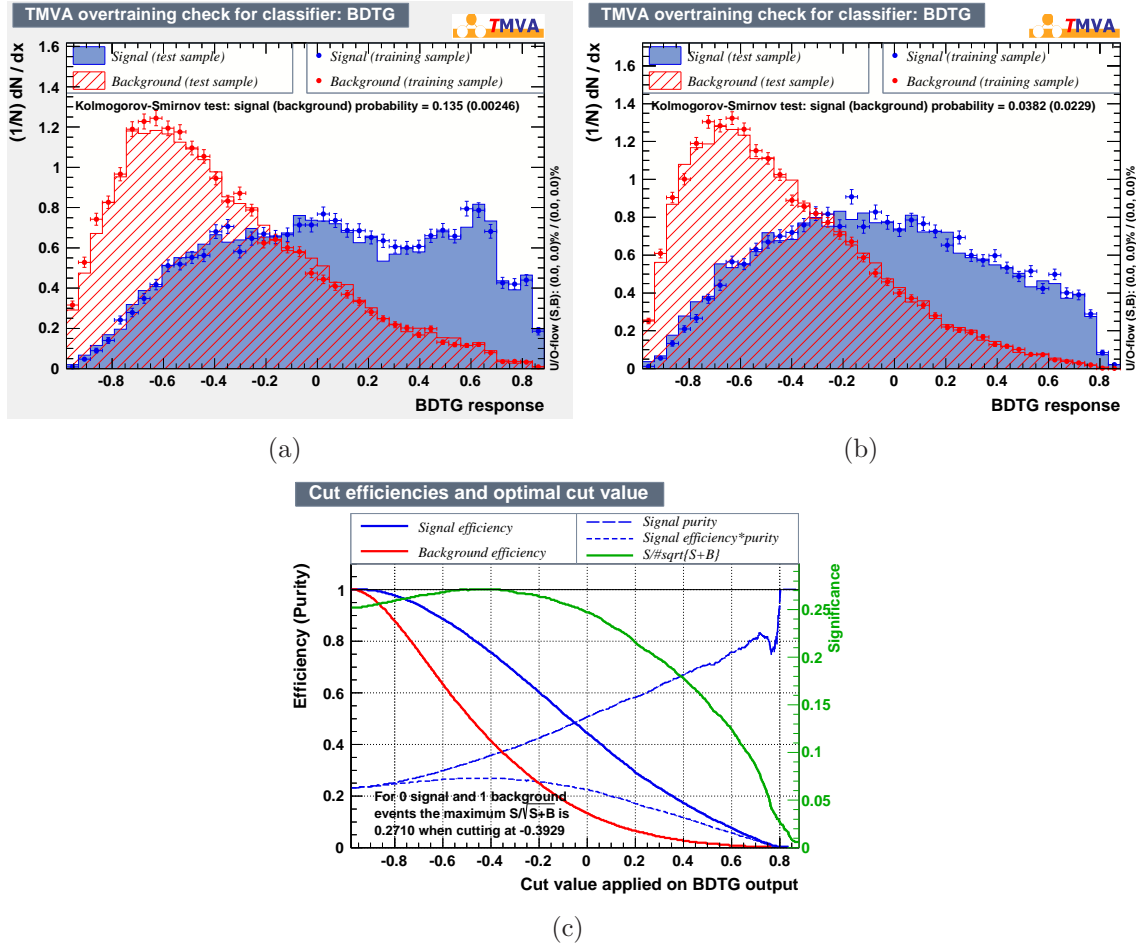 TMVA overtraining check for classifier: BDTG
TMVA
Signal (test sample)
Background (test sample)
Signal (training sample)
Background (training sample)
Kolmogorov-Smirnov test: signal (background) probability = 0.135 (0.00246)
(1/N) dN / dx
1.6
1.4
1.2
1
0.8
0.6
0.4
0.2
0
-0.8 -0.6 -0.4 -0.2 0 0.2 0.4 0.6 0.8
BDTG response
U/O-flow (S,B): (0.0, 0.0)% / (0.0, 0.0)%
(a)
TMVA overtraining check for classifier: BDTG
TMVA
Signal (test sample)
Background (test sample)
Signal (training sample)
Background (training sample)
Kolmogorov-Smirnov test: signal (background) probability = 0.0382 (0.0229)
(1/N) dN / dx
1.6
1.4
1.2
1
0.8
0.6
0.4
0.2
0
-0.8 -0.6 -0.4 -0.2 0 0.2 0.4 0.6 0.8
BDTG response
U/O-flow (S,B): (0.0, 0.0)% / (0.0, 0.0)%
(b)
Cut efficiencies and optimal cut value
Signal efficiency
Background efficiency
Signal purity
Signal efficiency*purity
S/#sqrt{S+B}
Efficiency (Purity)
1
0.8
0.6
0.4
0.2
0
For 0 signal and 1 background
events the maximum S/√S+B is
0.2710 when cutting at -0.3929
-0.8 -0.6 -0.4 -0.2 0 0.2 0.4 0.6 0.8
Cut value applied on BDTG output
0.25
0.2
0.15
0.1
0.05
0
Significance
(c)